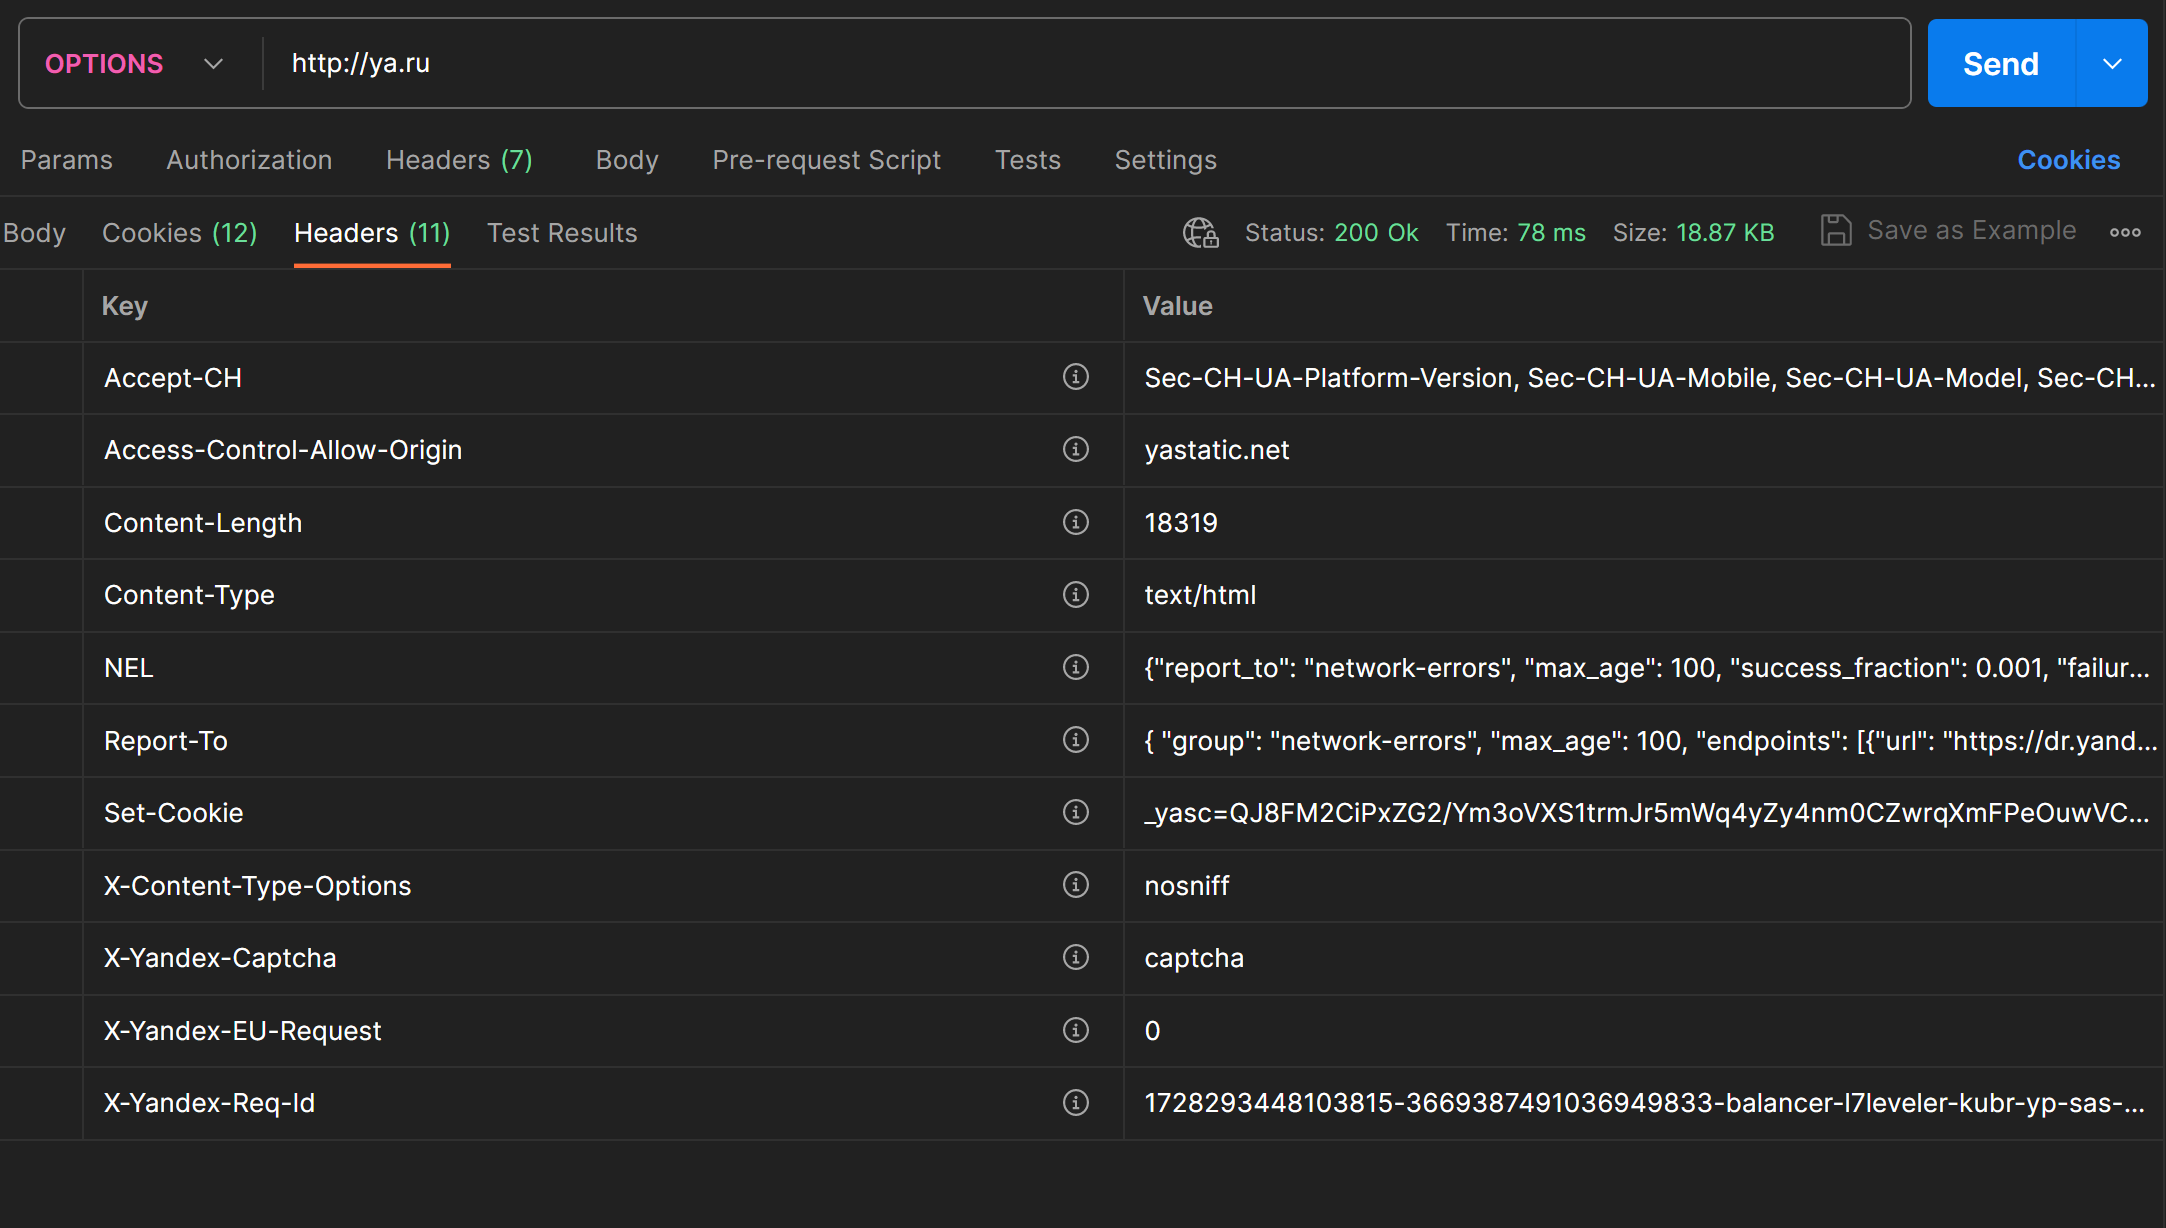 OPTIONS http://ya.ru Send
Params Authorization Headers (7) Body Pre-request Script Tests Settings Cookies
Body Cookies (12) Headers (11) Test Results Status: 200 Ok Time: 78 ms Size: 18.87 KB Save as Example
Key Value
Accept-CH Sec-CH-UA-Platform-Version, Sec-CH-UA-Mobile, Sec-CH-UA-Model, Sec-CH...
Access-Control-Allow-Origin yastatic.net
Content-Length 18319
Content-Type text/html
NEL {"report_to": "network-errors", "max_age": 100, "success_fraction": 0.001, "failur...
Report-To { "group": "network-errors", "max_age": 100, "endpoints": [{"url": "https://dr.yand...
Set-Cookie _yasc=QJ8FM2CiPxZG2/Ym3oVXS1trmJr5mWq4yZy4nm0CZwrqXmFPeOuwVC...
X-Content-Type-Options nosniff
X-Yandex-Captcha captcha
X-Yandex-EU-Request 0
X-Yandex-Req-Id 1728293448103815-3669387491036949833-balancer-l7leveler-kubr-yp-sas-...